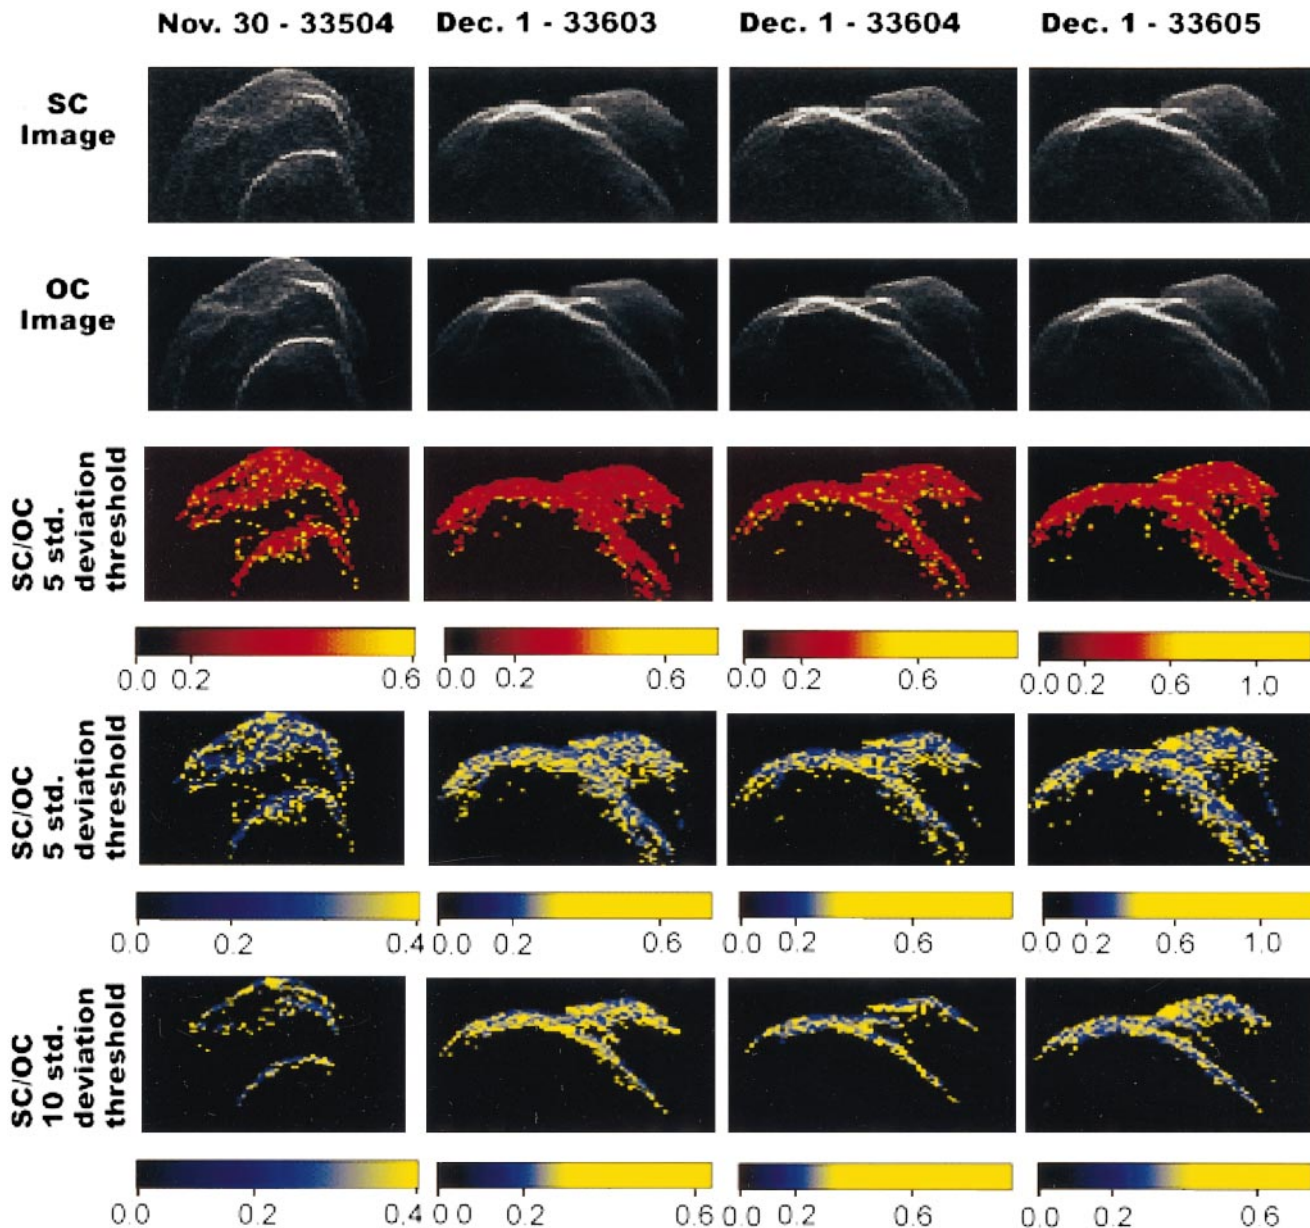 Nov. 30 - 33504 Dec. 1 - 33603 Dec. 1 - 33604 Dec. 1 - 33605
SC
Image
OC
Image
SC/OC
5 std.
deviation
threshold
0.0 0.2 0.6 0.0 0.2 0.6 0.0 0.2 0.6 0.0 0.2 0.6 1.0
SC/OC
5 std.
deviation
threshold
0.0 0.2 0.4 0.0 0.2 0.6 0.0 0.2 0.6 0.0 0.2 0.6 1.0
SC/OC
10 std.
deviation
threshold
0.0 0.2 0.4 0.0 0.2 0.6 0.0 0.2 0.6 0.0 0.2 0.6